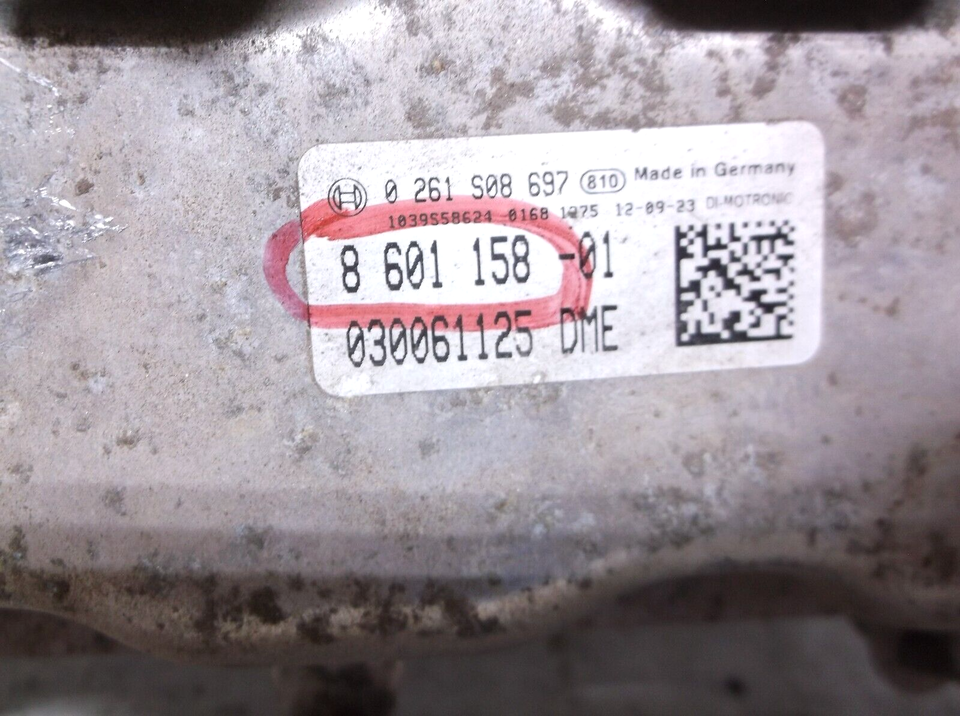 0 261 S08 697 810 Made in Germany
1039S58624 0168 1275 12-09-23 DI-MOTRONIC
8 601 158 -01
030061125 DME